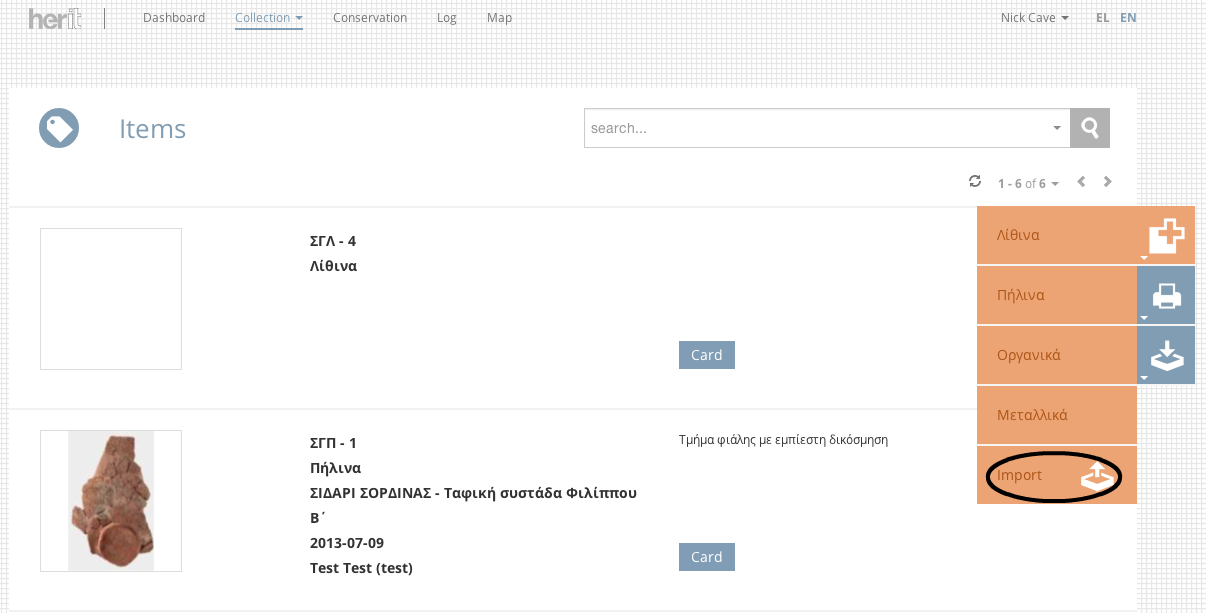 herit
Dashboard Collection Conservation Log Map Nick Cave EL EN
Items
search...
1 - 6 of 6
ΣΓΛ - 4
Λίθινα
Card
Λίθινα
Πήλινα
Οργανικά
Μεταλλικά
Import
ΣΓΠ - 1
Πήλινα
ΣΙΔΑΡΙ ΣΟΡΔΙΝΑΣ - Ταφική συστάδα Φιλίππου
Β΄
2013-07-09
Test Test (test)
Τμήμα φιάλης με εμπίεστη δικόσμηση
Card